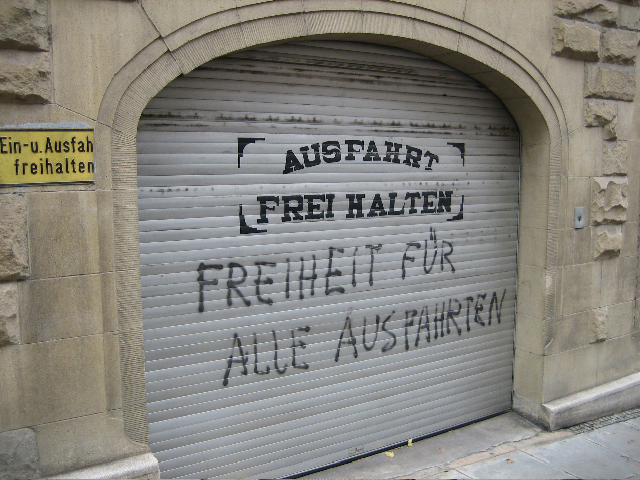 Ein-u. Ausfah
freihalten
AUSFAHRT
FREI HALTEN
FREIHEIT FÜR
ALLE AUSFAHRTEN